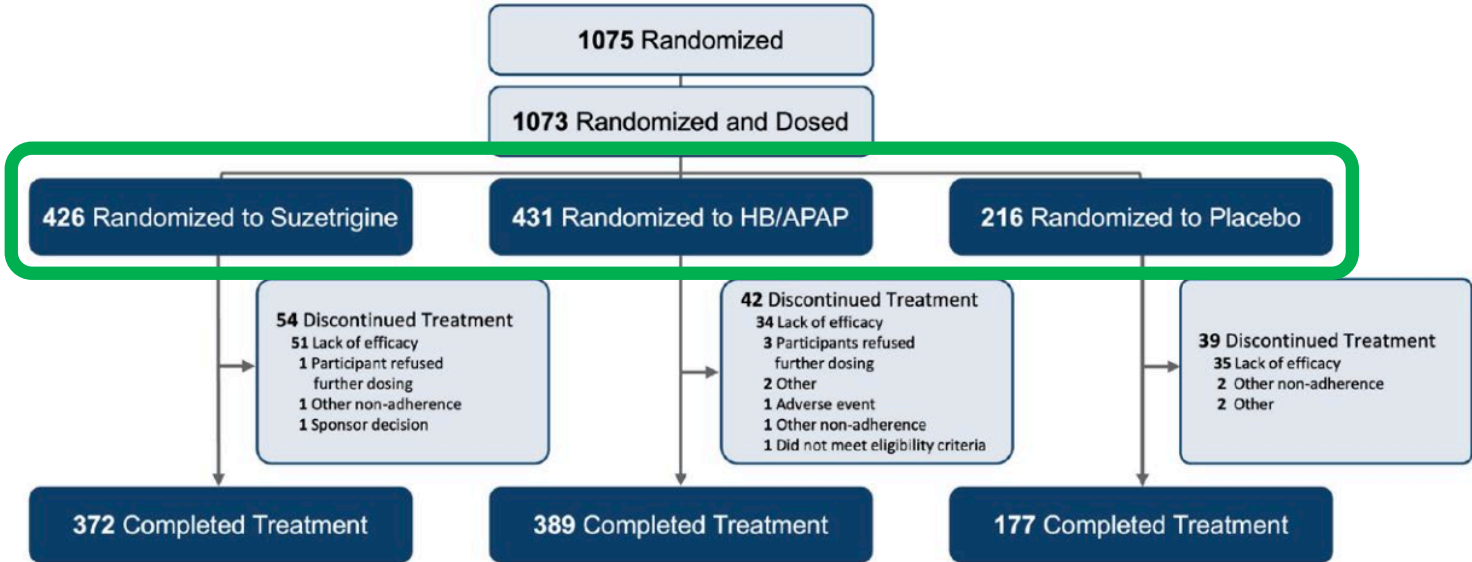 1075 Randomized
1073 Randomized and Dosed
426 Randomized to Suzetrigine
431 Randomized to HB/APAP
216 Randomized to Placebo
54 Discontinued Treatment
51 Lack of efficacy
1 Participant refused
further dosing
1 Other non-adherence
1 Sponsor decision
42 Discontinued Treatment
34 Lack of efficacy
3 Participants refused
further dosing
2 Other
1 Adverse event
1 Other non-adherence
1 Did not meet eligibility criteria
39 Discontinued Treatment
35 Lack of efficacy
2 Other non-adherence
2 Other
372 Completed Treatment
389 Completed Treatment
177 Completed Treatment